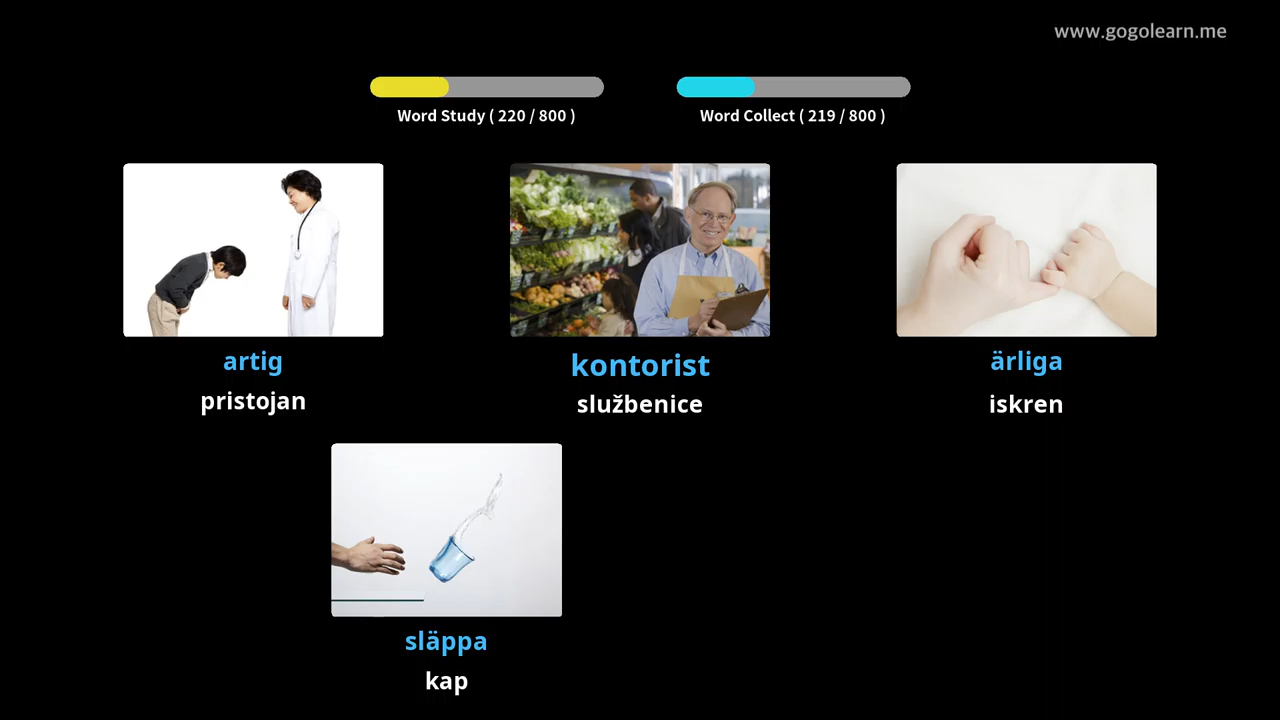 www.gogolearn.me
Word Study ( 220 / 800 )
Word Collect ( 219 / 800 )
artig
pristojan
kontorist
službenice
ärliga
iskren
släppa
kap